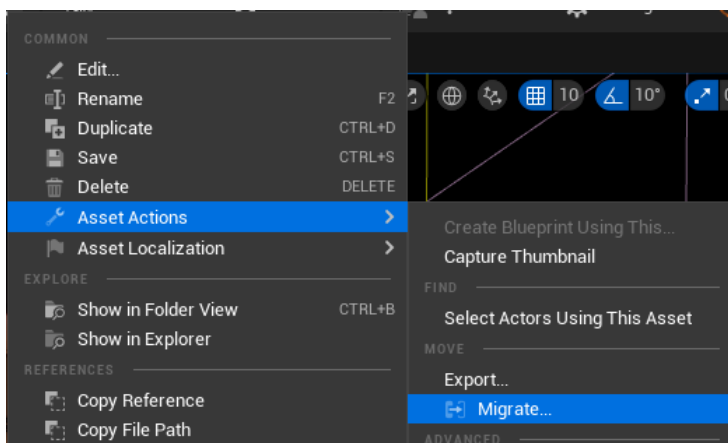 COMMON
Edit...
Rename F2
Duplicate CTRL+D
Save CTRL+S
Delete DELETE
Asset Actions
Asset Localization
EXPLORE
Show in Folder View CTRL+B
Show in Explorer
REFERENCES
Copy Reference
Copy File Path
10 10°
Create Blueprint Using This...
Capture Thumbnail
FIND
Select Actors Using This Asset
MOVE
Export...
Migrate...
ADVANCED